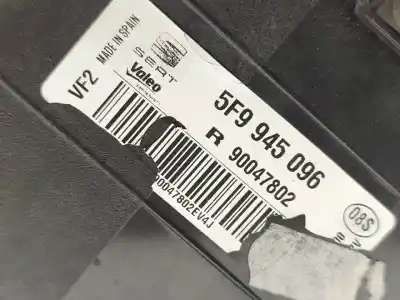 MADE IN SPAIN
SEAT
VF2
Valeo
5F9 945 096
R 90047802
08S
90047802EV4J